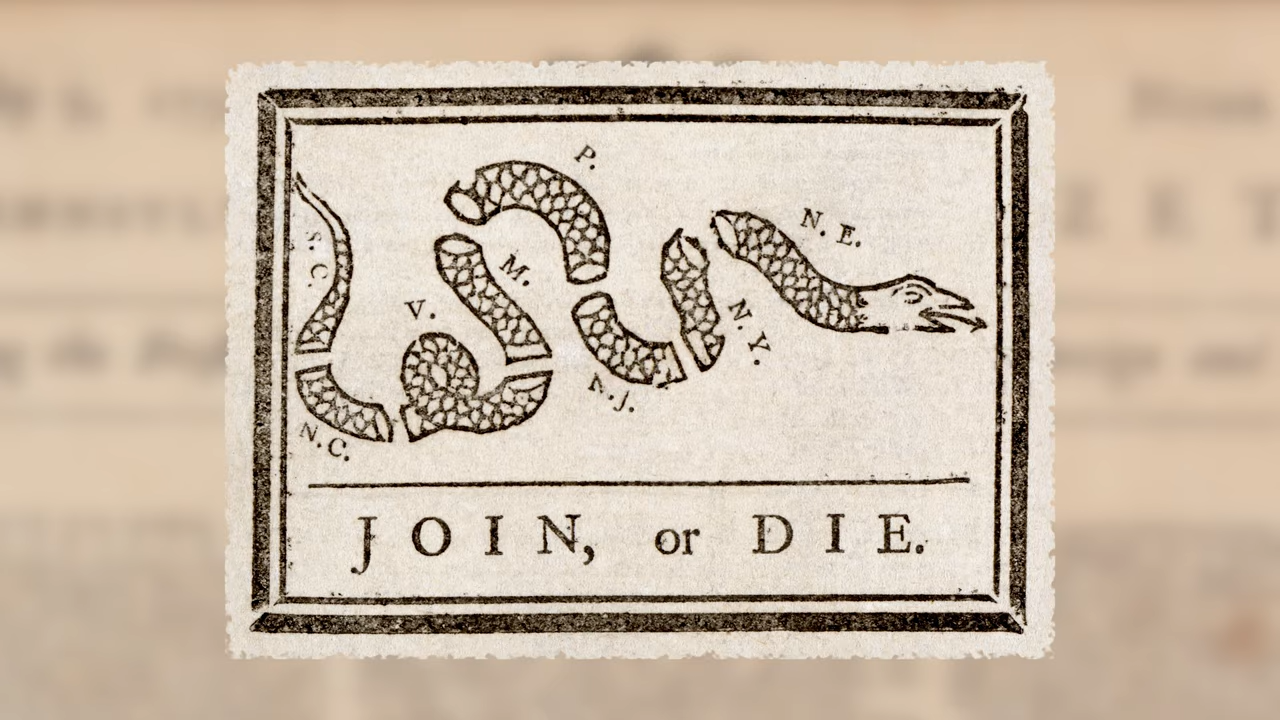 P.
N. E.
S. C.
M.
V.
N. Y.
N. J.
N. C.
JOIN, or DIE.